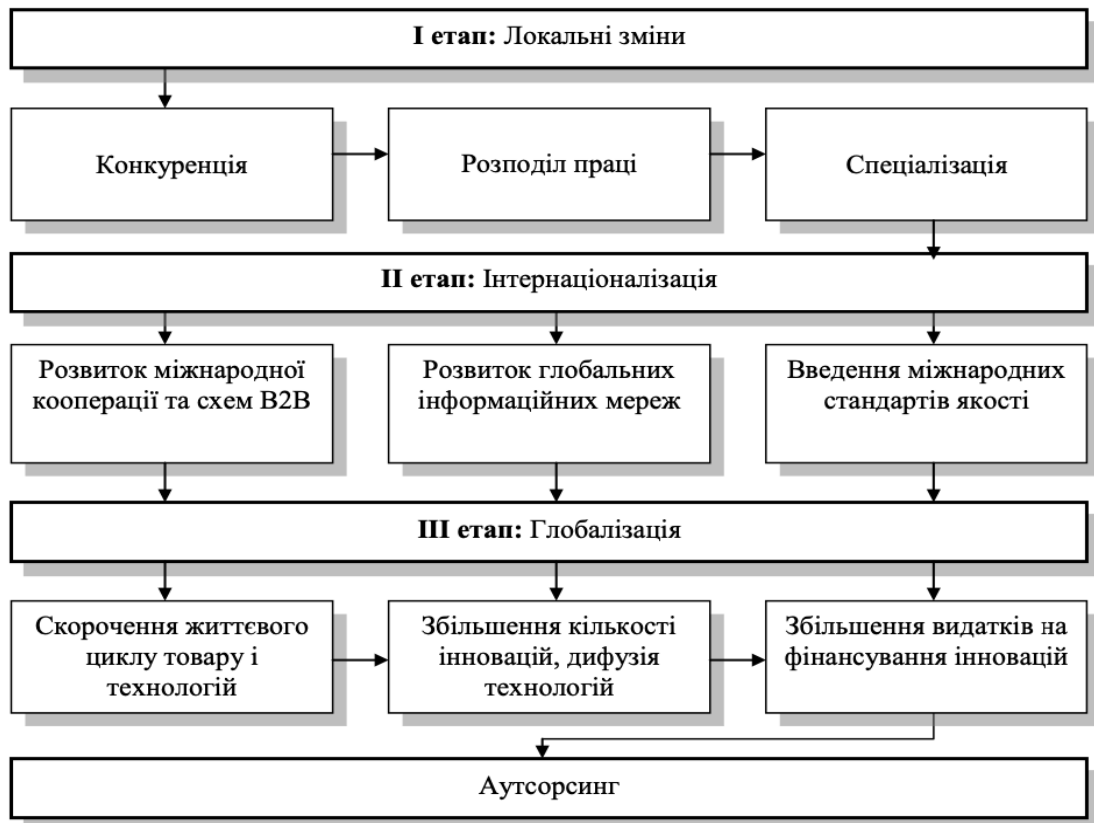 I етап: Локальні зміни
Конкуренція
Розподіл праці
Спеціалізація
II етап: Інтернаціоналізація
Розвиток міжнародної
кооперації та схем B2B
Розвиток глобальних
інформаційних мереж
Введення міжнародних
стандартів якості
III етап: Глобалізація
Скорочення життєвого
циклу товару і
технологій
Збільшення кількості
інновацій, дифузія
технологій
Збільшення видатків на
фінансування інновацій
Аутсорсинг